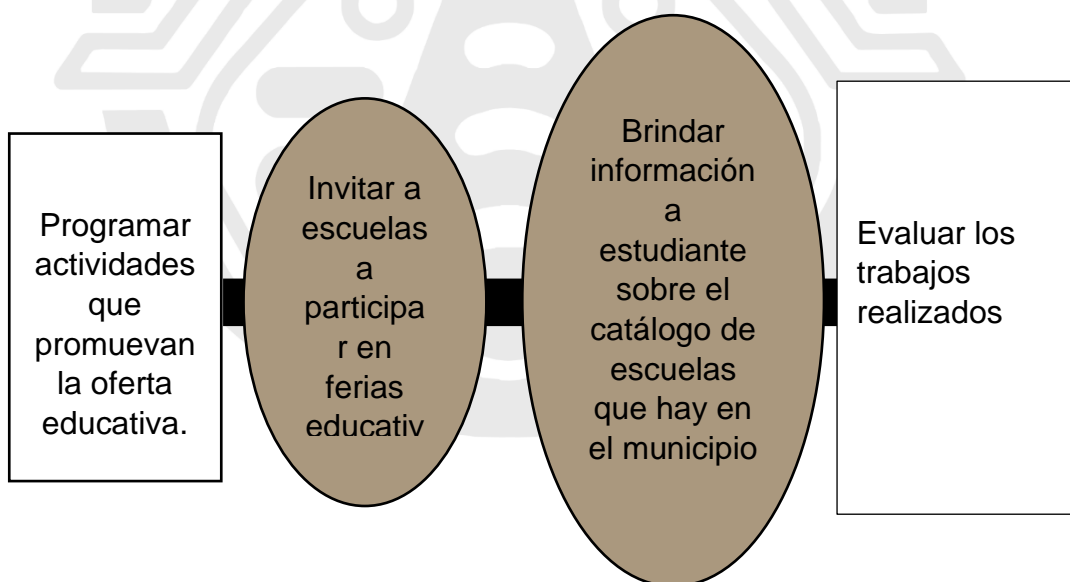 Programar
actividades
que
promuevan
la oferta
educativa.
Invitar a
escuelas
a
participa
r en
ferias
educativ
Brindar
información
a
estudiante
sobre el
catálogo de
escuelas
que hay en
el municipio
Evaluar los
trabajos
realizados